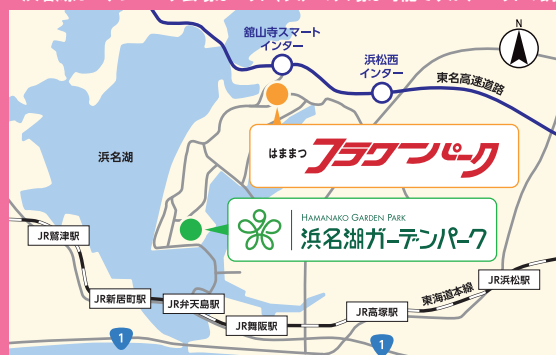 N
舘山寺スマート
インター
浜松西
インター
東名高速道路
浜名湖
はままつ
フラワーパーク
HAMANAKO GARDEN PARK
浜名湖ガーデンパーク
JR鷲津駅
JR新居町駅
JR弁天島駅
JR舞阪駅
JR高塚駅
東海道本線
JR浜松駅
1
1